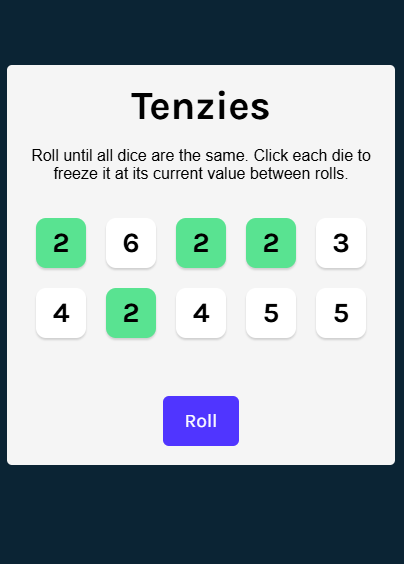 Tenzies
Roll until all dice are the same. Click each die to
freeze it at its current value between rolls.
2 6 2 2 3
4 2 4 5 5
Roll